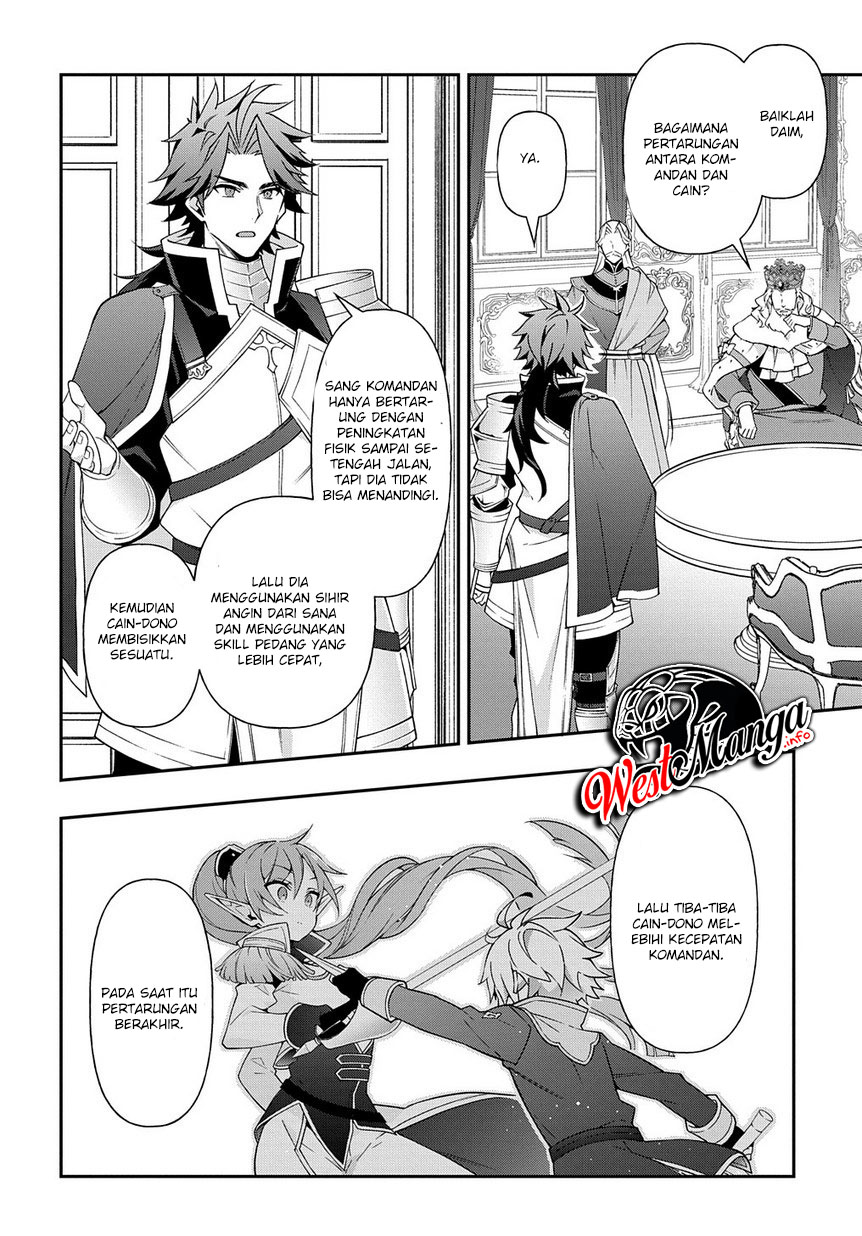 BAIKLAH
DAIM,
BAGAIMANA
PERTARUNGAN
ANTARA KOM-
ANDAN DAN
CAIN?
YA.
SANG KOMANDAN
HANYA BERTAR-
UNG DENGAN
PENINGKATAN
FISIK SAMPAI SE-
TENGAH JALAN,
TAPI DIA TIDAK
BISA MENANDINGI.
LALU DIA
MENGGUNAKAN SIHIR
ANGIN DARI SANA
DAN MENGGUNAKAN
SKILL PEDANG YANG
LEBIH CEPAT,
KEMUDIAN
CAIN-DONO
MEMBISIKKAN
SESUATU.
WestManga
.info
LALU TIBA-TIBA
CAIN-DONO MEL-
EBIHI KECEPATAN
KOMANDAN.
PADA SAAT ITU
PERTARUNGAN
BERAKHIR.